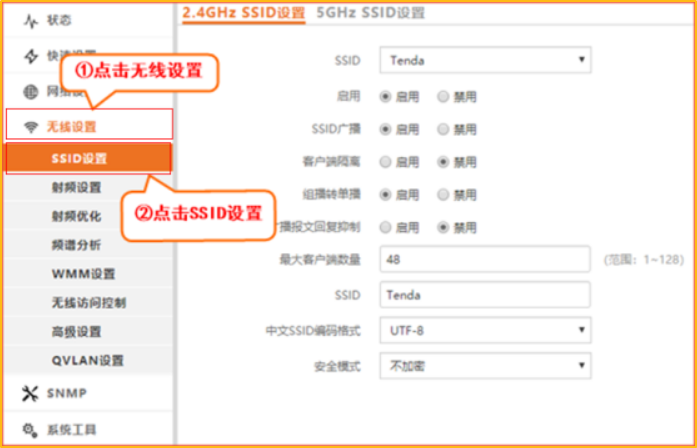 2.4GHz SSID设置 5GHz SSID设置
状态
①点击无线设置
无线设置
SSID设置
②点击SSID设置
射频设置
射频优化
频谱分析
WMM设置
无线访问控制
高级设置
QVLAN设置
SNMP
系统工具
SSID Tenda
启用 启用 禁用
SSID广播 启用 禁用
客户端隔离 启用 禁用
组播转单播 启用 禁用
播报文回复抑制 启用 禁用
最大客户端数量 48 (范围：1~128)
SSID Tenda
中文SSID编码格式 UTF-8
安全模式 不加密